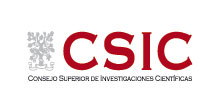 CSIC
CONSEJO SUPERIOR DE INVESTIGACIONES CIENTÍFICAS